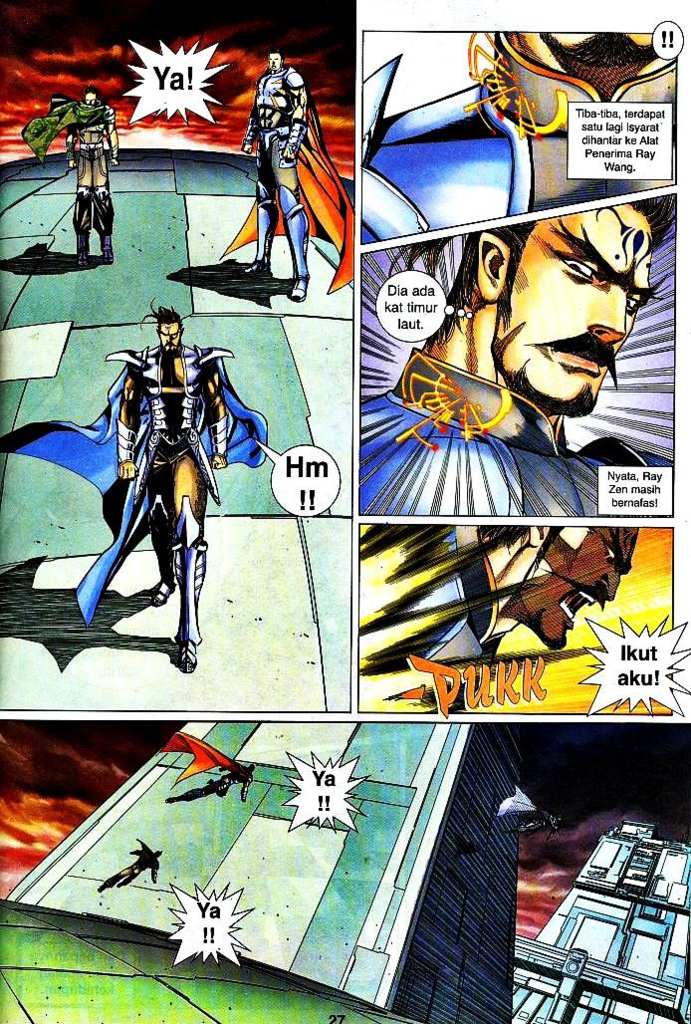 Ya!
Hm
!!
!!
Tiba-tiba, terdapat
satu lagi isyarat
dihantar ke Alat
Penerima Ray
Wang.
Dia ada
kat timur
laut.
Nyata, Ray
Zen masih
bernafas!
PUKK
Ikut
aku!
Ya
!!
Ya
!!
27